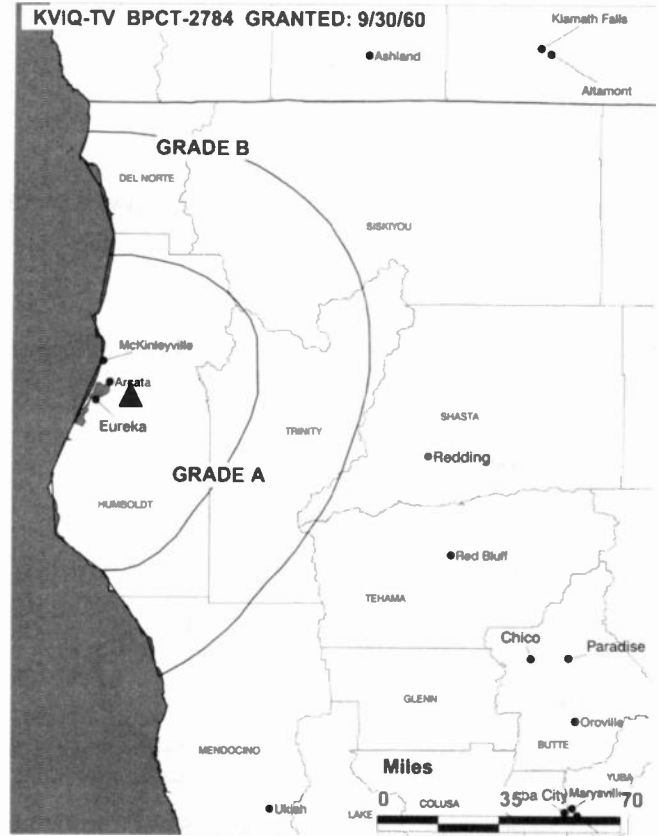 KVIQ-TV BPCT-2784 GRANTED: 9/30/60
Klamath Falls
Ashland
Altamont
GRADE B
DEL NORTE
SISKIYOU
McKinleyville
Arcata
Eureka
TRINITY
SHASTA
Redding
GRADE A
HUMBOLDT
Red Bluff
TEHAMA
Chico
Paradise
GLENN
Oroville
MENDOCINO
BUTTE
Miles
YUBA
0 35 70
ba City Marysville
Ukiah
LAKE
COLUSA